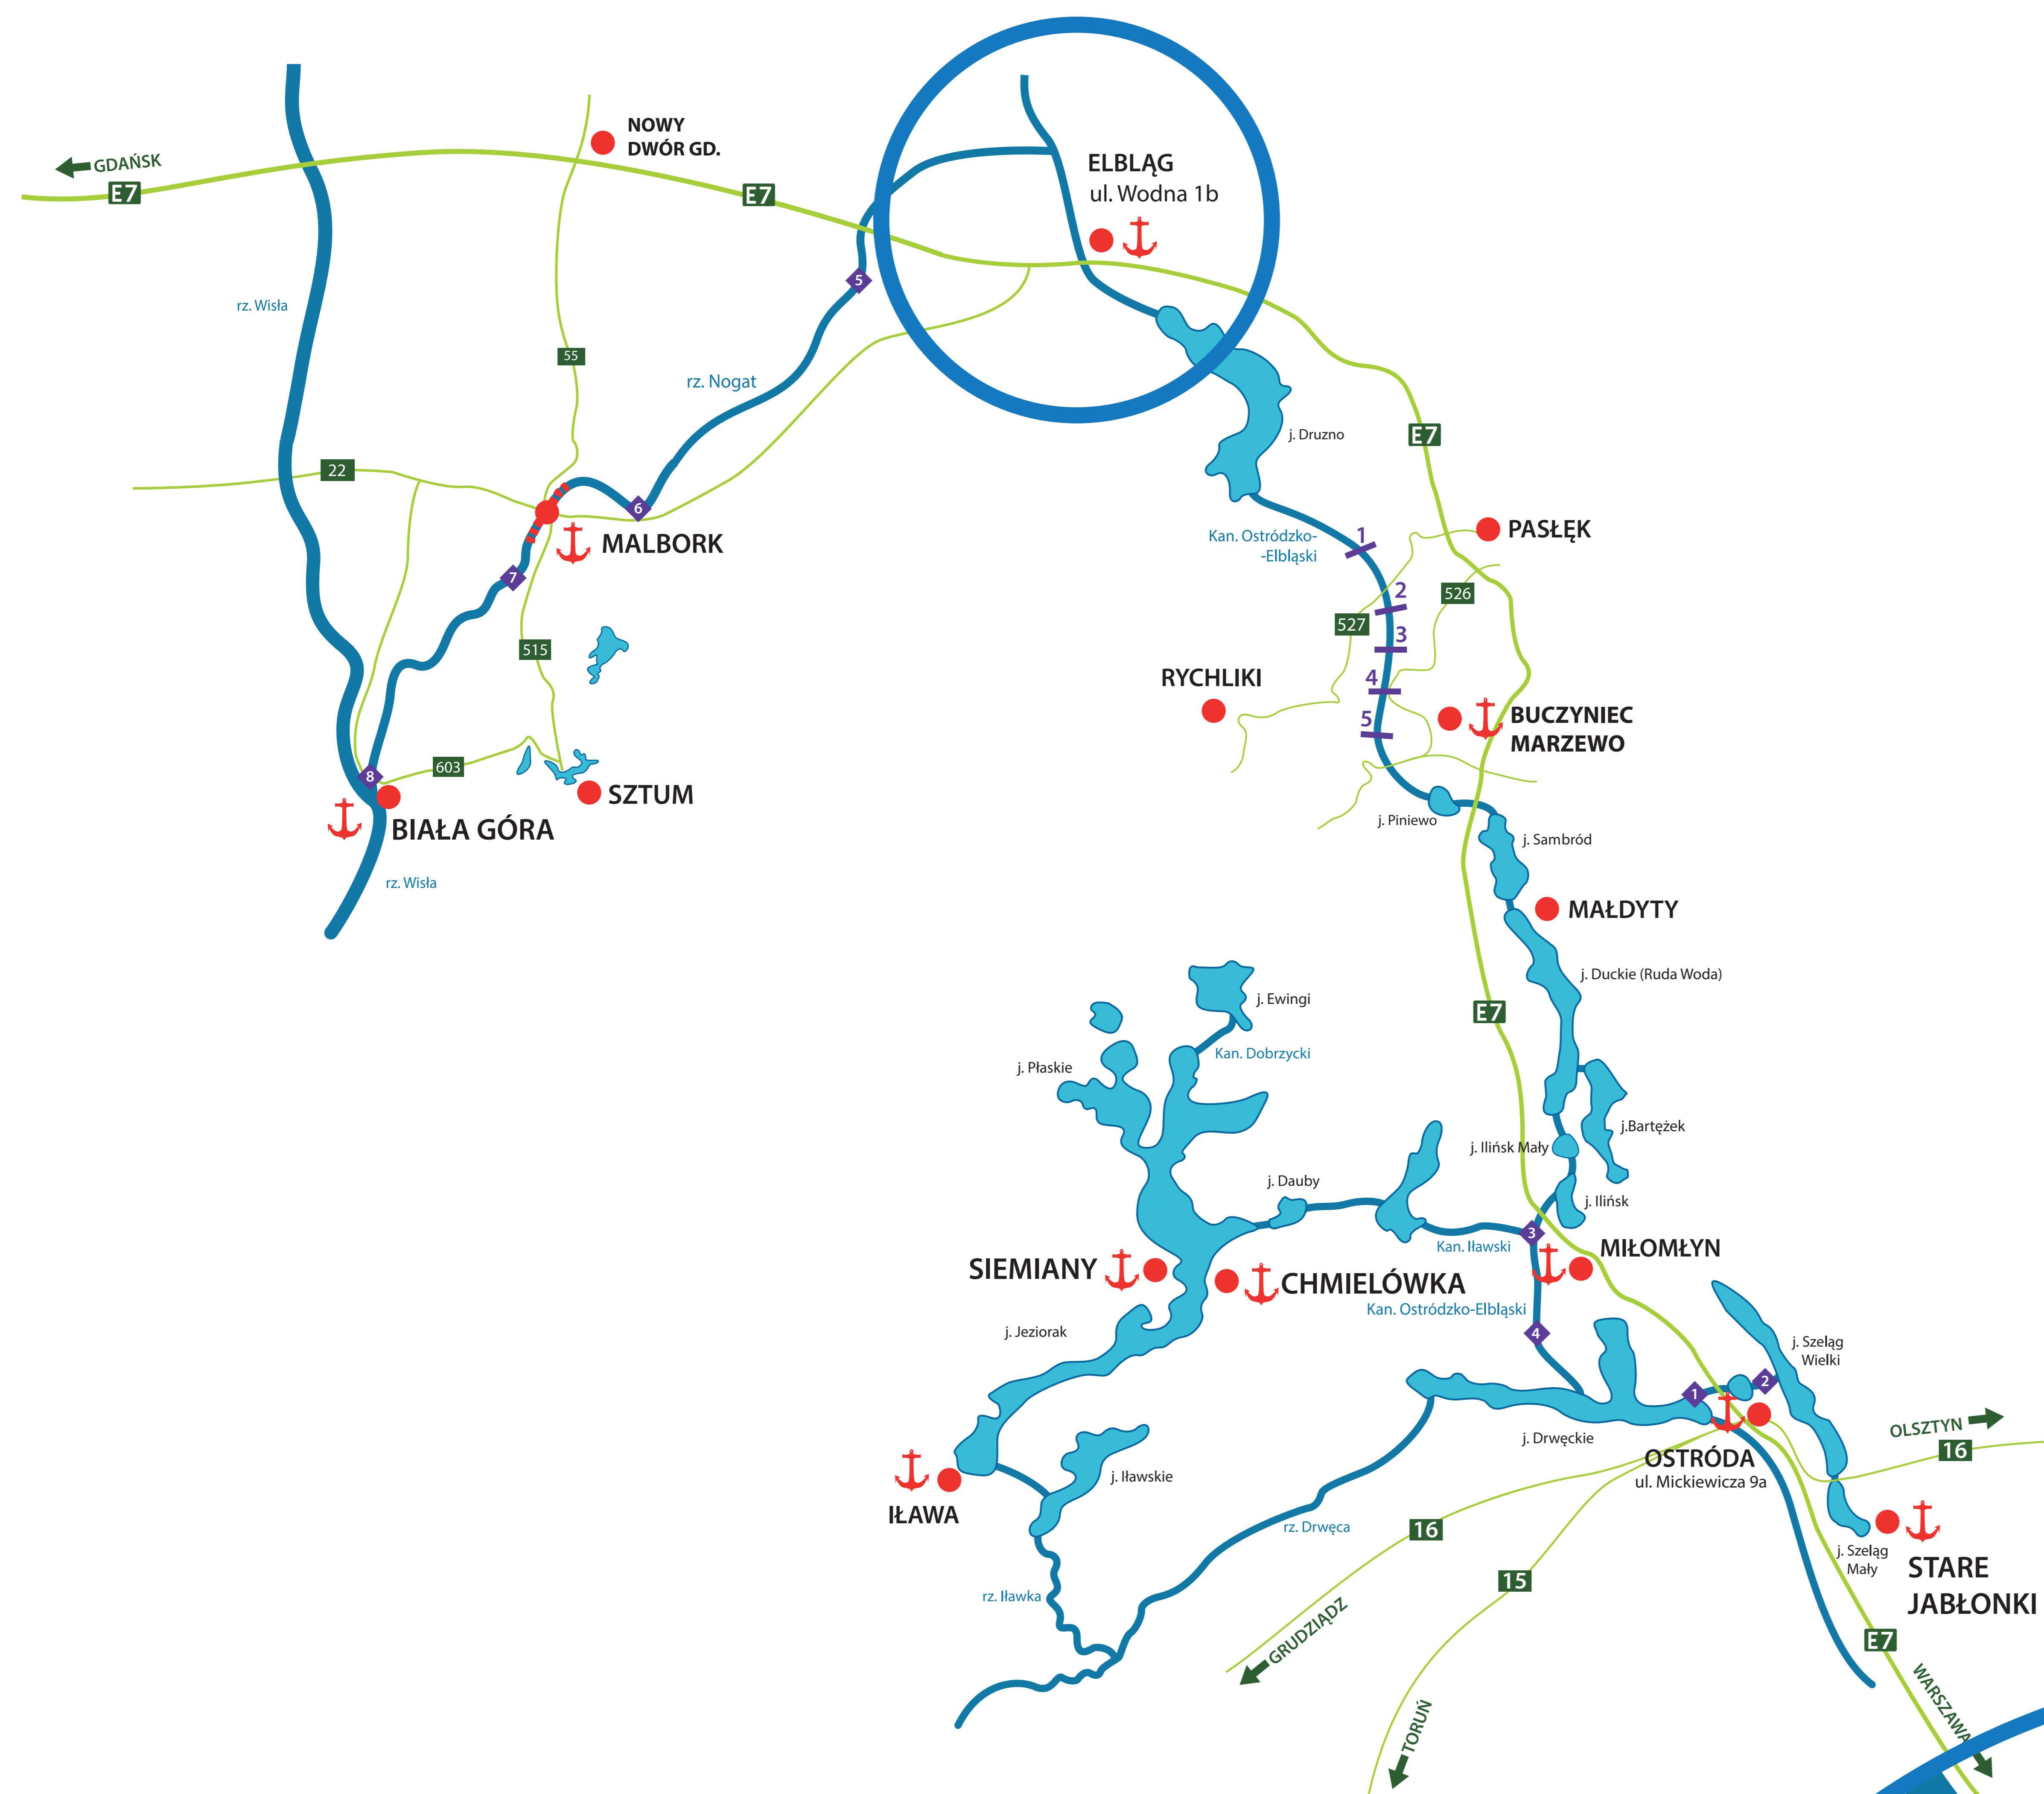 NOWY
DWÓR GD.
GDAŃSK
E7
E7
ELBLĄG
ul. Wodna 1b
5
rz. Wisła
55
rz. Nogat
j. Druzno
E7
22
6
MALBORK
7
Kan. Ostródzko-
-Elbląski
1
PASŁĘK
2
526
527
3
515
RYCHLIKI
4
5
BUCZYNIEC
MARZEWO
8
603
SZTUM
BIAŁA GÓRA
rz. Wisła
j. Piniewo
j. Sambród
MAŁDYTY
j. Duckie (Ruda Woda)
j. Ewingi
E7
Kan. Dobrzycki
j. Płaskie
j.Bartężek
j. Ilińsk Mały
j. Dauby
j. Ilińsk
3
Kan. Iławski
MIŁOMŁYN
SIEMIANY
CHMIELÓWKA
Kan. Ostródzko-Elbląski
j. Jeziorak
4
j. Szeląg
Wielki
1
2
j. Drwęckie
OLSZTYN
16
OSTRÓDA
ul. Mickiewicza 9a
j. Iławskie
IŁAWA
rz. Drwęca
16
j. Szeląg
Mały
STARE
JABŁONKI
15
rz. Iławka
GRUDZIĄDZ
E7
TORUŃ
WARSZAWA